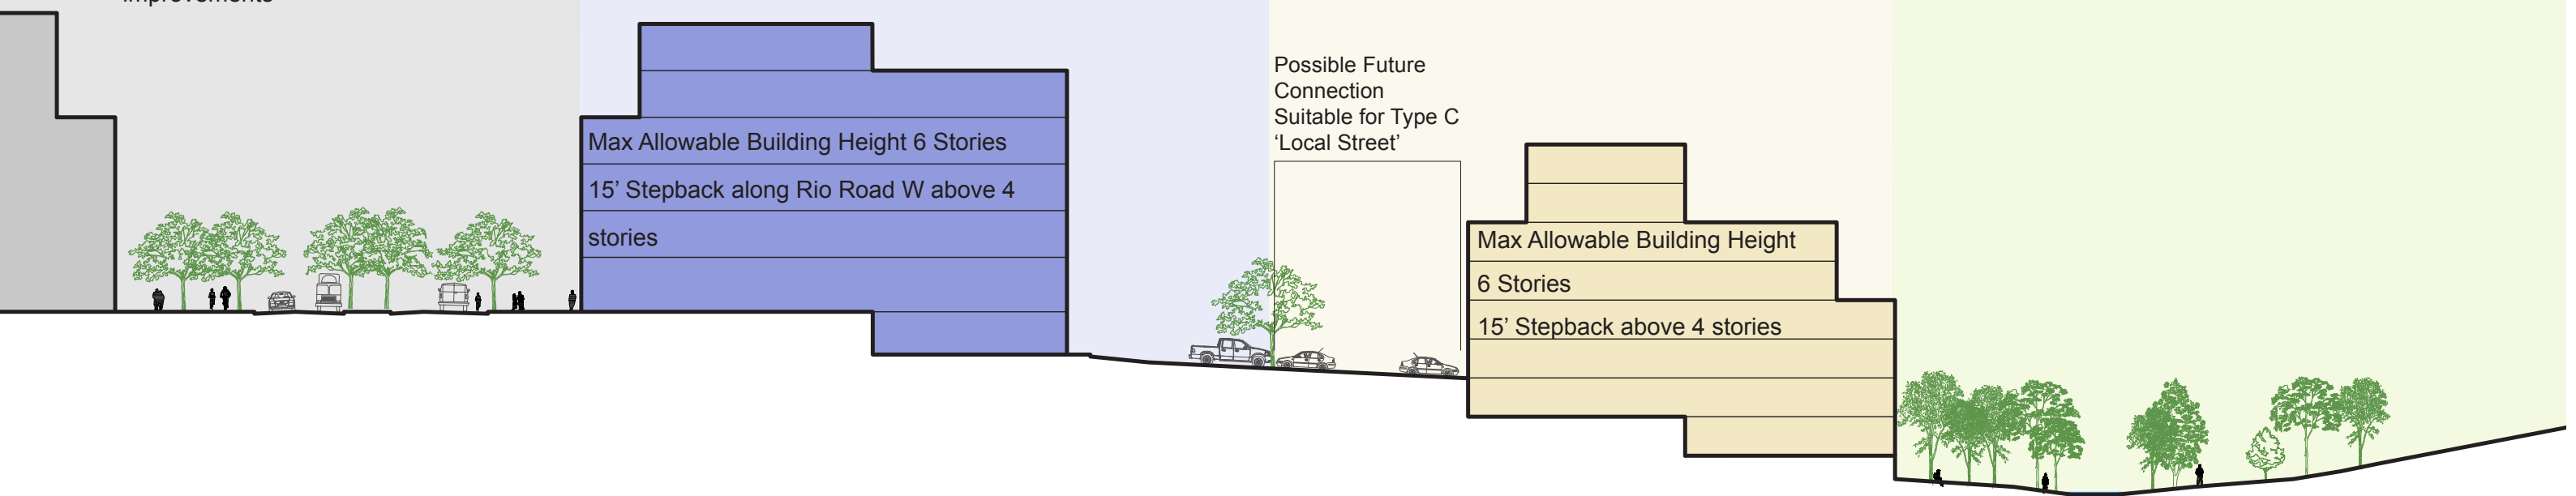 improvements
Max Allowable Building Height 6 Stories
15’ Stepback along Rio Road W above 4
stories
Possible Future
Connection
Suitable for Type C
‘Local Street’
Max Allowable Building Height
6 Stories
15’ Stepback above 4 stories